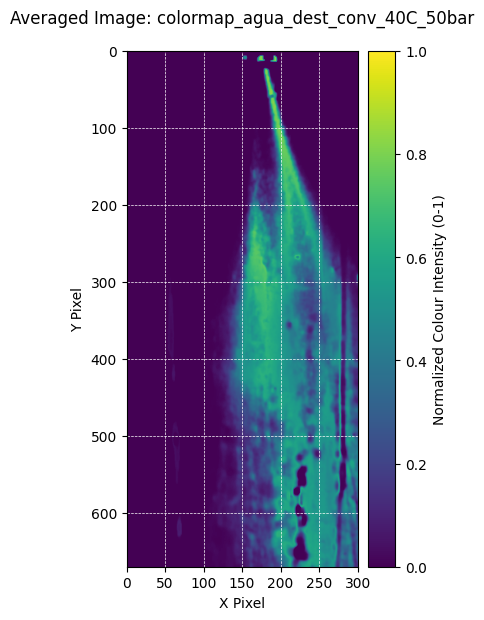 Averaged Image: colormap_agua_dest_conv_40C_50bar
0
100
200
300
400
500
600
Y Pixel
0 50 100 150 200 250 300
X Pixel
1.0
0.8
0.6
0.4
0.2
0.0
Normalized Colour Intensity (0-1)